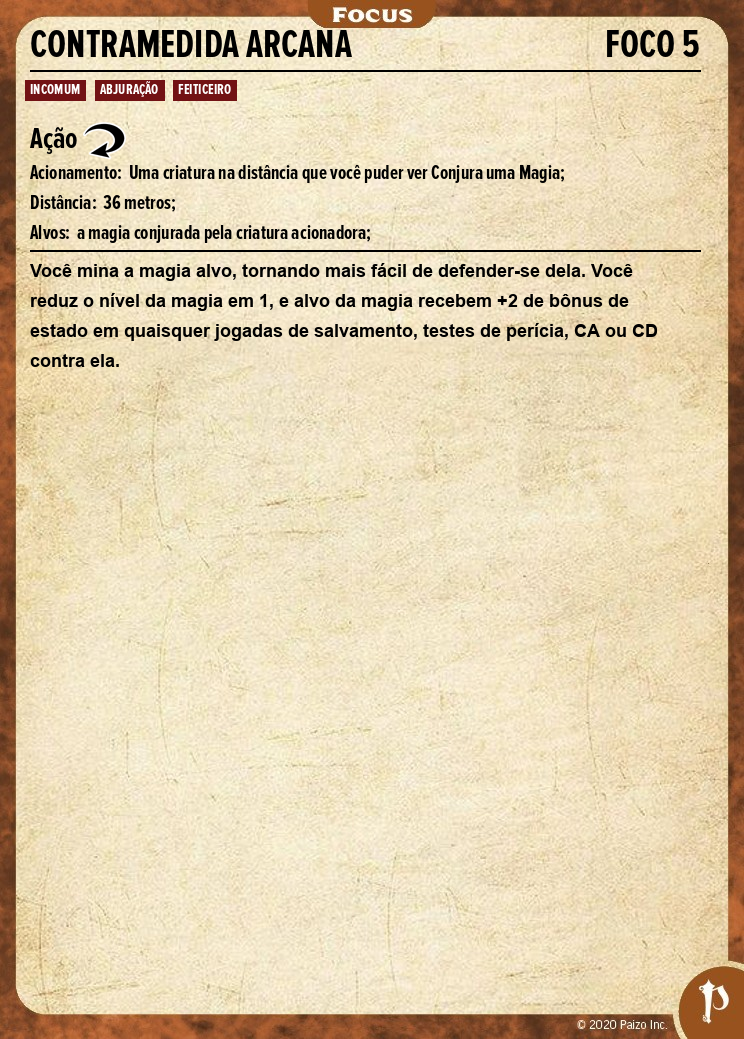 Focus
CONTRAMEDIDA ARCANA FOCO 5
INCOMUM ABJURAÇÃO FEITICEIRO
Ação
Acionamento: Uma criatura na distância que você puder ver Conjura uma Magia;
Distância: 36 metros;
Alvos: a magia conjurada pela criatura acionadora;
Você mina a magia alvo, tornando mais fácil de defender-se dela. Você
reduz o nível da magia em 1, e alvo da magia recebem +2 de bônus de
estado em quaisquer jogadas de salvamento, testes de perícia, CA ou CD
contra ela.
© 2020 Paizo Inc.